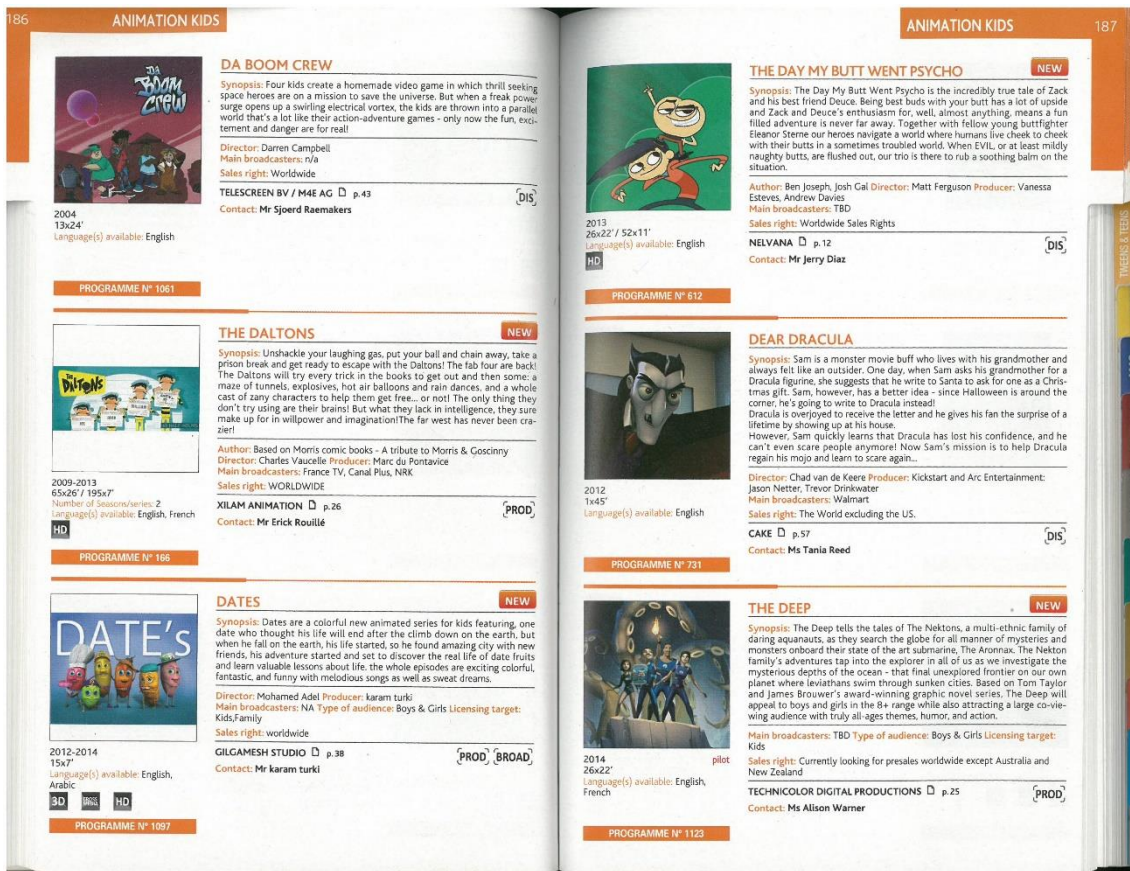 186
ANIMATION KIDS
DA
BOOM
CREW
2004
13x24'
Language(s) available: English
PROGRAMME N° 1061
DA BOOM CREW
Synopsis: Four kids create a homemade video game in which thrill seeking
space heroes are on a mission to save the universe. But when a freak power
surge opens up a swirling electrical vortex, the kids are thrown into a parallel
world that's a lot like their action-adventure games - only now the fun, exci-
tement and danger are for real!
Director: Darren Campbell
Main broadcasters: n/a
Sales right: Worldwide
TELESCREEN BV / M4E AG p.43
DIS
Contact: Mr Sjoerd Raemakers
THE
DALTONS
2009-2013
65x26' / 195x7'
Number of Seasons/series: 2
Language(s) available: English, French
HD
PROGRAMME N° 166
THE DALTONS
NEW
Synopsis: Unshackle your laughing gas, put your ball and chain away, take a
prison break and get ready to escape with the Daltons! The fab four are back!
The Daltons will try every trick in the books to get out and then some: a
maze of tunnels, explosives, hot air balloons and rain dances, and a whole
cast of zany characters to help them get free... or not! The only thing they
don't try using are their brains! But what they lack in intelligence, they sure
make up for in willpower and imagination!The far west has never been cra-
zier!
Author: Based on Morris comic books - A tribute to Morris & Goscinny
Director: Charles Vaucelle Producer: Marc du Pontavice
Main broadcasters: France TV, Canal Plus, NRK
Sales right: WORLDWIDE
XILAM ANIMATION p.26
PROD
Contact: Mr Erick Rouillé
DATE's
2012-2014
15x7'
Language(s) available: English,
Arabic
3D
HD
PROGRAMME N° 1097
DATES
NEW
Synopsis: Dates are a colorful new animated series for kids featuring, one
date who thought his life will end after the climb down on the earth, but
when he fall on the earth, his life started, so he found amazing city with new
friends, his adventure started and set to discover the real life of date fruits
and learn valuable lessons about life. the whole episodes are exciting colorful,
fantastic, and funny with melodious songs as well as sweat dreams.
Director: Mohamed Adel Producer: karam turki
Main broadcasters: NA Type of audience: Boys & Girls Licensing target:
Kids,Family
Sales right: worldwide
GILGAMESH STUDIO p.38
PROD BROAD
Contact: Mr karam turki
ANIMATION KIDS
187
2013
26x22' / 52x11'
Language(s) available: English
HD
PROGRAMME N° 612
THE DAY MY BUTT WENT PSYCHO
NEW
Synopsis: The Day My Butt Went Psycho is the incredibly true tale of Zack
and his best friend Deuce. Being best buds with your butt has a lot of upside
and Zack and Deuce's enthusiasm for, well, almost anything, means a fun
filled adventure is never far away. Together with fellow young buttfighter
Eleanor Sterne our heroes navigate a world where humans live cheek to cheek
with their butts in a sometimes troubled world. When EVIL, or at least mildly
naughty butts, are flushed out, our trio is there to rub a soothing balm on the
situation.
Author: Ben Joseph, Josh Gal Director: Matt Ferguson Producer: Vanessa
Esteves, Andrew Davies
Main broadcasters: TBD
Sales right: Worldwide Sales Rights
NELVANA p.12
DIS
Contact: Mr Jerry Diaz
TWEENS & TEENS
2012
1x45'
Language(s) available: English
PROGRAMME N° 731
DEAR DRACULA
Synopsis: Sam is a monster movie buff who lives with his grandmother and
always felt like an outsider. One day, when Sam asks his grandmother for a
Dracula figurine, she suggests that he write to Santa to ask for one as a Chris-
tmas gift. Sam, however, has a better idea - since Halloween is around the
corner, he's going to write to Dracula instead!
Dracula is overjoyed to receive the letter and he gives his fan the surprise of a
lifetime by showing up at his house.
However, Sam quickly learns that Dracula has lost his confidence, and he
can't even scare people anymore! Now Sam's mission is to help Dracula
regain his mojo and learn to scare again...
Director: Chad van de Keere Producer: Kickstart and Arc Entertainment:
Jason Netter, Trevor Drinkwater
Main broadcasters: Walmart
Sales right: The World excluding the US.
CAKE p.57
DIS
Contact: Ms Tania Reed
2014
pilot
26x22'
Language(s) available: English,
French
PROGRAMME N° 1123
THE DEEP
NEW
Synopsis: The Deep tells the tales of The Nektons, a multi-ethnic family of
daring aquanauts, as they search the globe for all manner of mysteries and
monsters onboard their state of the art submarine, The Aronnax. The Nekton
family's adventures tap into the explorer in all of us as we investigate the
mysterious depths of the ocean - that final unexplored frontier on our own
planet where leviathans swim through sunken cities. Based on Tom Taylor
and James Brouwer's award-winning graphic novel series, The Deep will
appeal to boys and girls in the 8+ range while also attracting a large co-vie-
wing audience with truly all-ages themes, humor, and action.
Main broadcasters: TBD Type of audience: Boys & Girls Licensing target:
Kids
Sales right: Currently looking for presales worldwide except Australia and
New Zealand
TECHNICOLOR DIGITAL PRODUCTIONS p.25
PROD
Contact: Ms Alison Warner